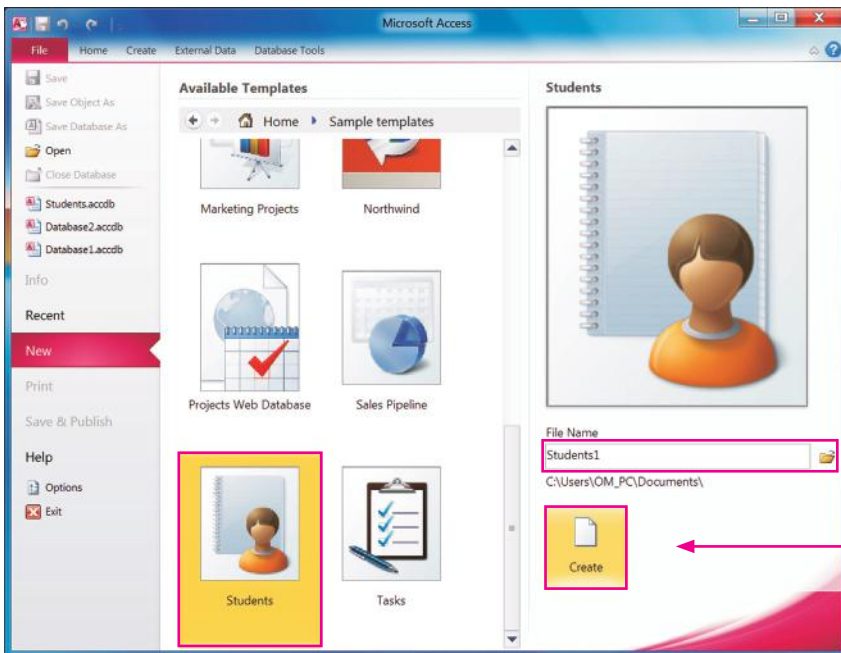 Microsoft Access
File Home Create External Data Database Tools
Save
Save Object As
Save Database As
Open
Close Database
Students.accdb
Database2.accdb
Database1.accdb
Info
Recent
New
Print
Save & Publish
Help
Options
Exit
Available Templates
Home Sample templates
Marketing Projects Northwind
Projects Web Database Sales Pipeline
Students Tasks
Students
File Name
Students1
C:\Users\OM_PC\Documents\
Create